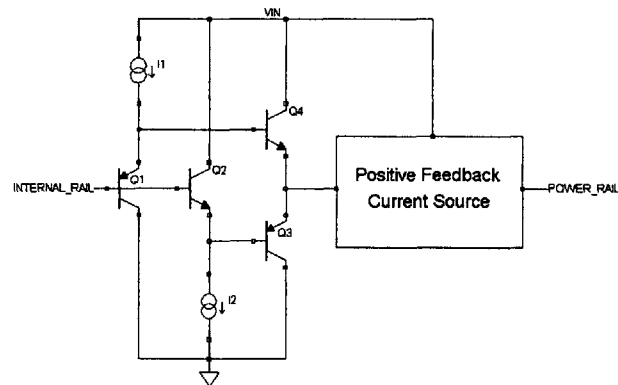 VIN
I1
Q4
Q1
Q2
INTERNAL_RAIL
Positive Feedback
Current Source
POWER_RAIL
Q3
I2